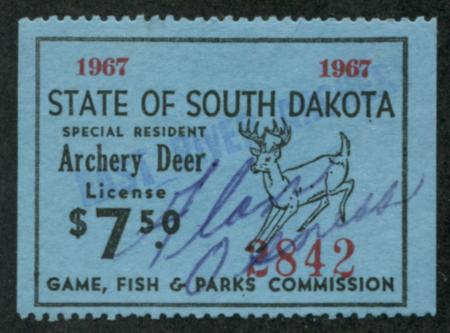 1967 1967
STATE OF SOUTH DAKOTA
SPECIAL RESIDENT
Archery Deer
License
$7.50
2842
GAME, FISH & PARKS COMMISSION